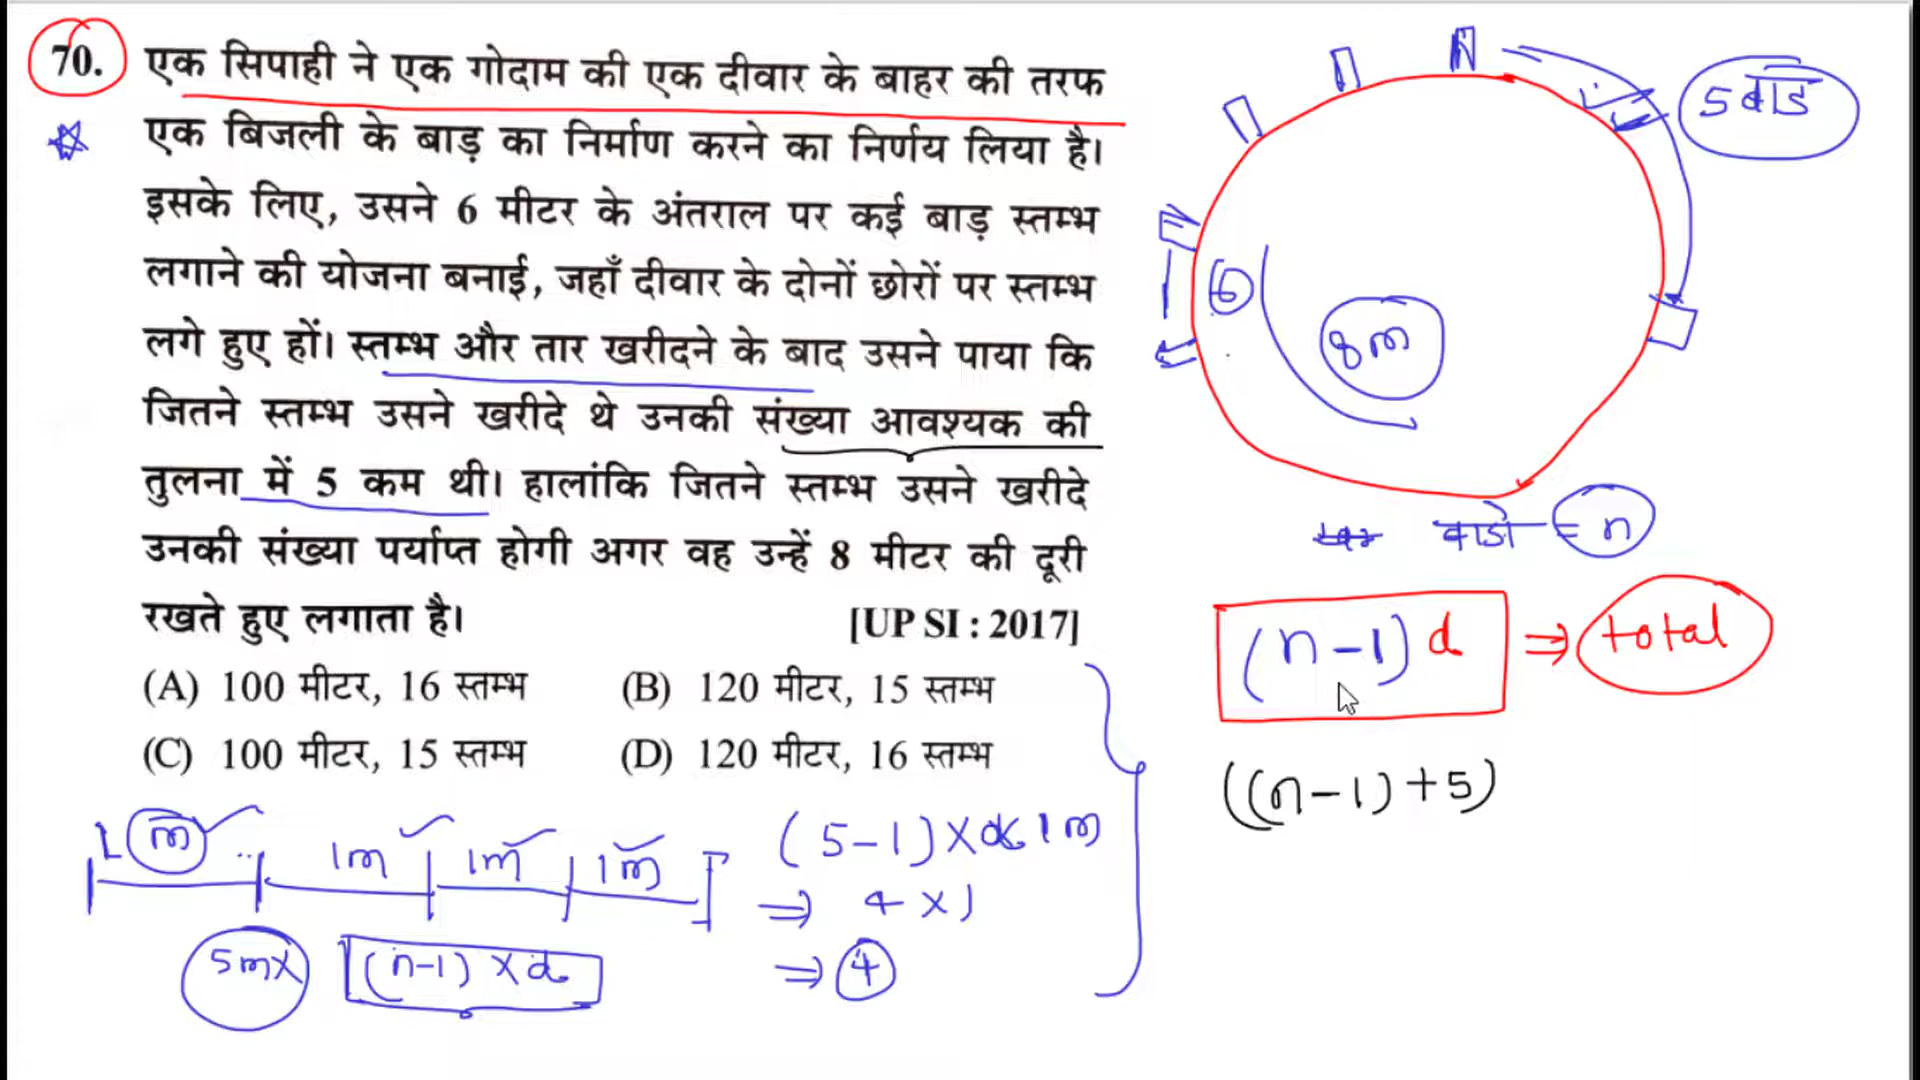 70. एक सिपाही ने एक गोदाम की एक दीवार के बाहर की तरफ
एक बिजली के बाड़ का निर्माण करने का निर्णय लिया है।
इसके लिए, उसने 6 मीटर के अंतराल पर कई बाड़ स्तम्भ
लगाने की योजना बनाई, जहाँ दीवार के दोनों छोरों पर स्तम्भ
लगे हुए हों। स्तम्भ और तार खरीदने के बाद उसने पाया कि
जितने स्तम्भ उसने खरीदे थे उनकी संख्या आवश्यक की
तुलना में 5 कम थी। हालांकि जितने स्तम्भ उसने खरीदे
उनकी संख्या पर्याप्त होगी अगर वह उन्हें 8 मीटर की दूरी
रखते हुए लगाता है। [UP SI : 2017]
(A) 100 मीटर, 16 स्तम्भ (B) 120 मीटर, 15 स्तम्भ
(C) 100 मीटर, 15 स्तम्भ (D) 120 मीटर, 16 स्तम्भ
1 m 1m 1m 1m
5m× (n-1) × d
(5-1)× 1m
⇒ 4 × 1
⇒ 4
5 बाड
6
8m
= n
(n-1) d ⇒ total
((n-1)+5)